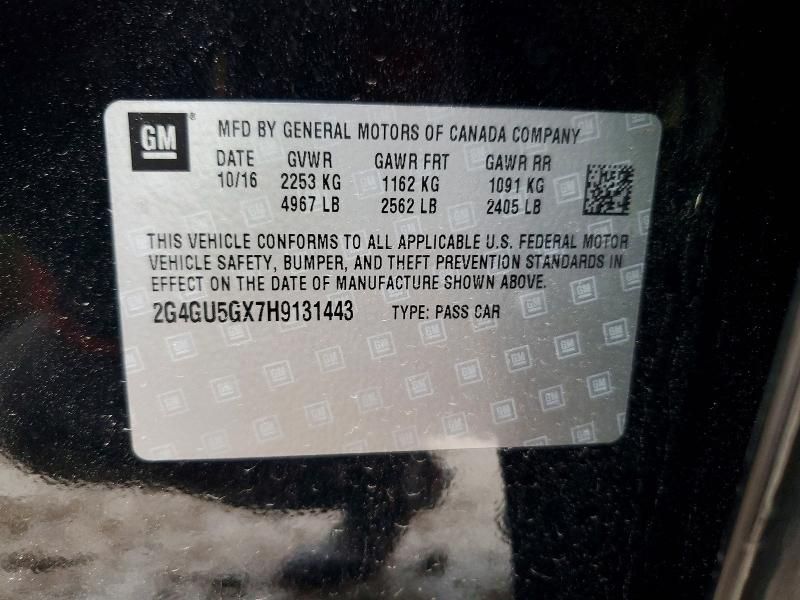 GM ® MFD BY GENERAL MOTORS OF CANADA COMPANY
DATE GVWR GAWR FRT GAWR RR
10/16 2253 KG 1162 KG 1091 KG
4967 LB 2562 LB 2405 LB
THIS VEHICLE CONFORMS TO ALL APPLICABLE U.S. FEDERAL MOTOR
VEHICLE SAFETY, BUMPER, AND THEFT PREVENTION STANDARDS IN
EFFECT ON THE DATE OF MANUFACTURE SHOWN ABOVE.
2G4GU5GX7H9131443 TYPE: PASS CAR